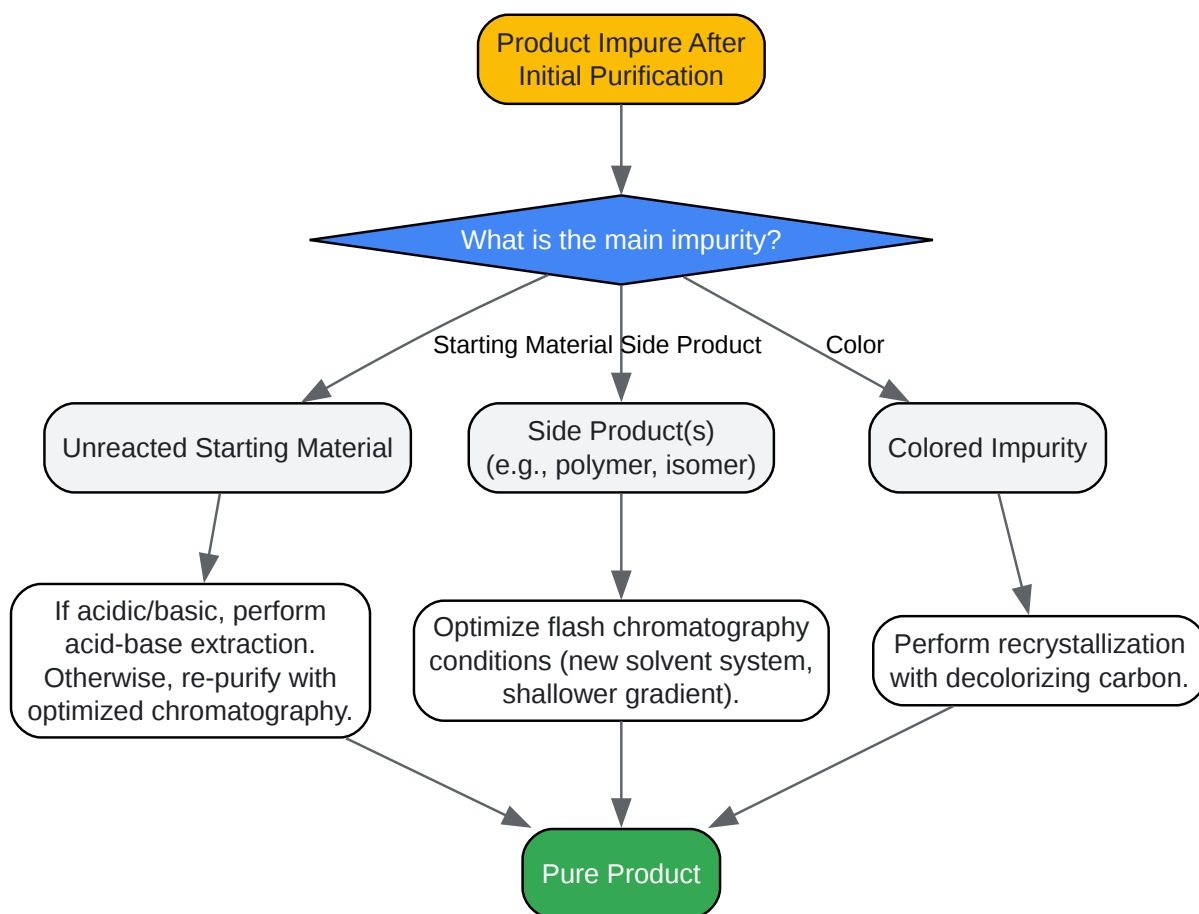 Product Impure After
Initial Purification
What is the main impurity?
Starting Material
Side Product
Color
Unreacted Starting Material
Side Product(s)
(e.g., polymer, isomer)
Colored Impurity
If acidic/basic, perform
acid-base extraction.
Otherwise, re-purify with
optimized chromatography.
Optimize flash chromatography
conditions (new solvent system,
shallower gradient).
Perform recrystallization
with decolorizing carbon.
Pure Product